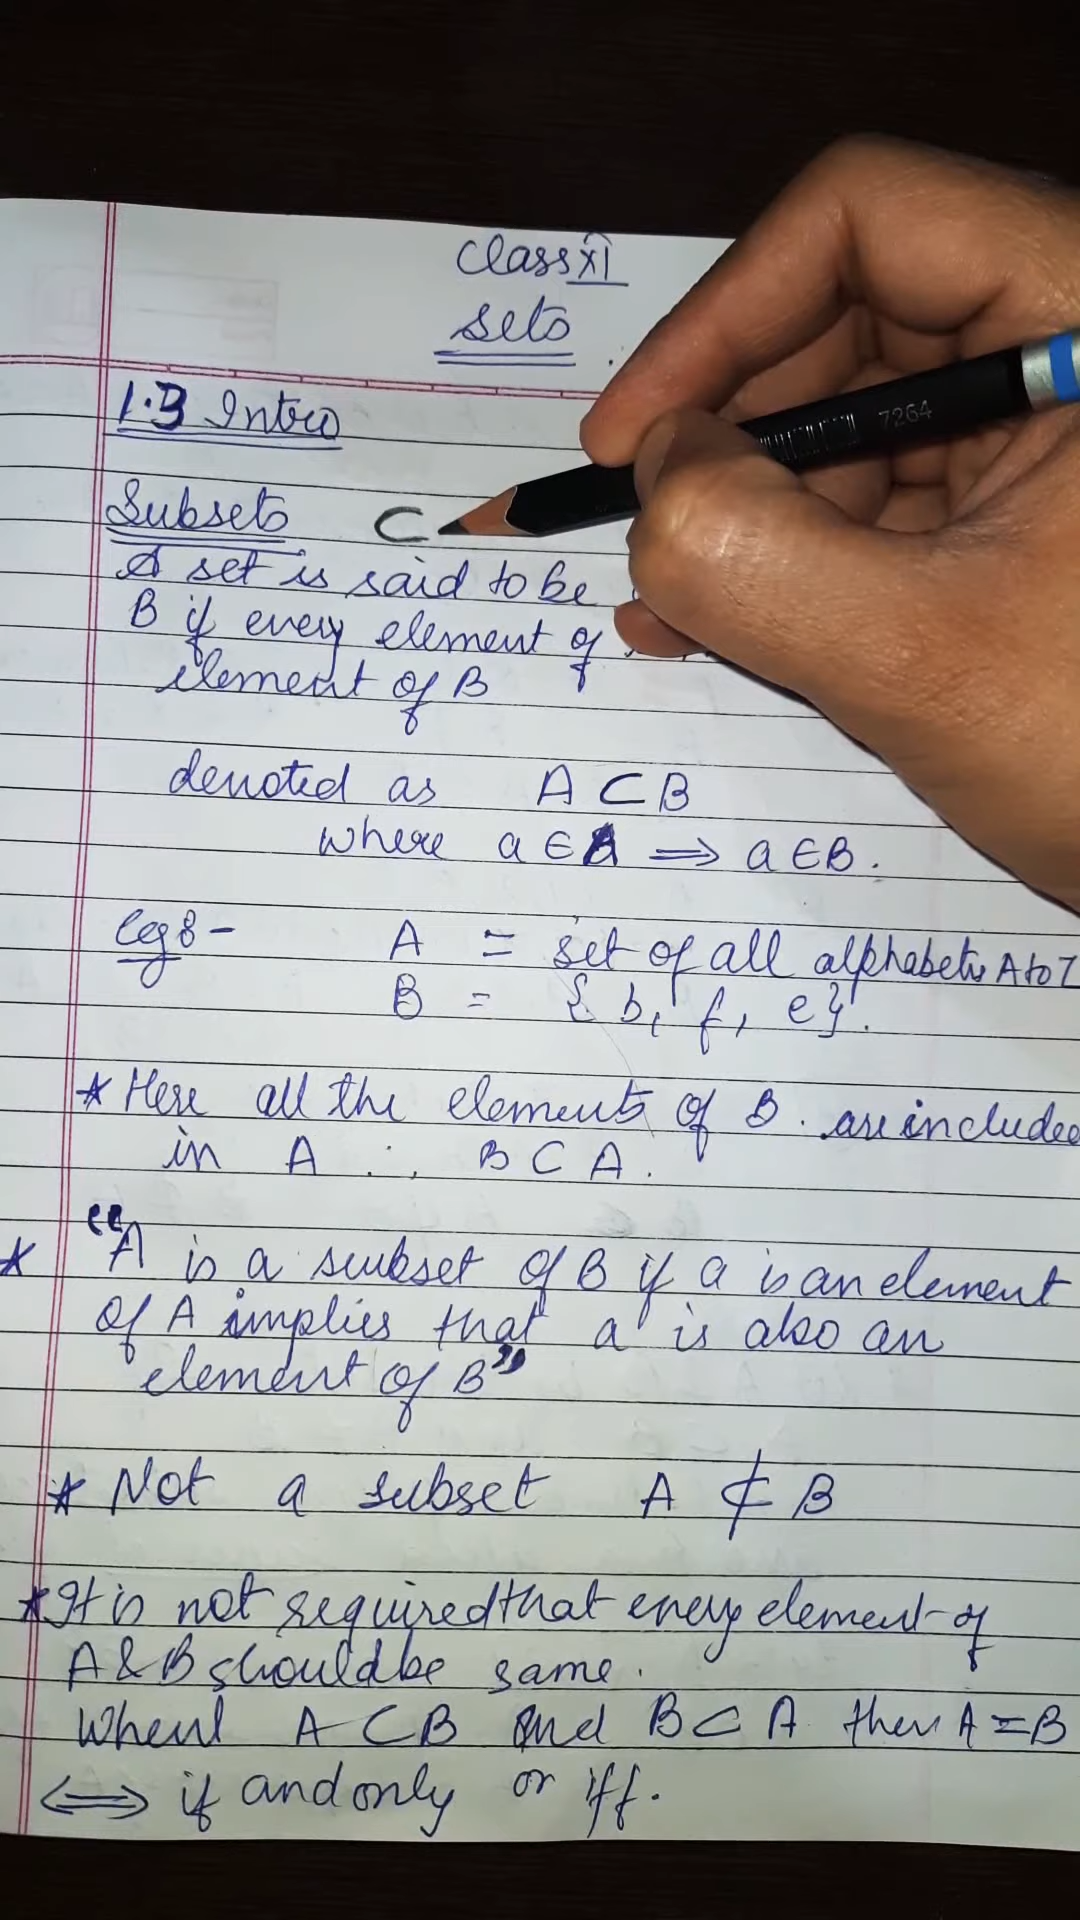 Class XI
Sets
1.3 Intro
Subsets ⊂
A set is said to be
B if every element of
element of B
denoted as A ⊂ B
where a ∈ A ⟹ a ∈ B.
eg:- A = set of all alphabets A to Z
B = { b, f, e}.
* Here all the elements of B. are included
in A ∴ B ⊂ A.
* "A is a subset of B if a is an element
of A implies that a is also an
element of B"
* Not a subset A ⊄ B
* It is not required that every element of
A & B should be same.
When A ⊂ B and B ⊂ A then A = B
⟺ if and only or iff.
7264